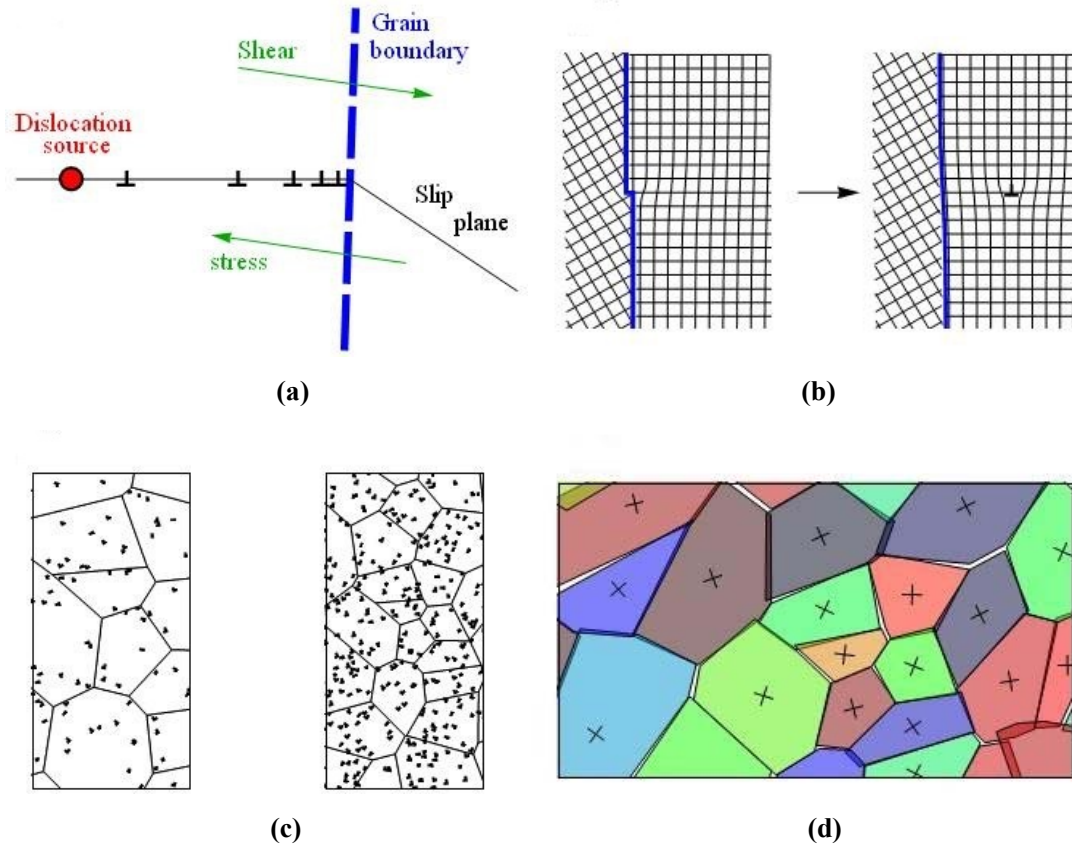 Shear
Grain
boundary
Dislocation
source
Slip
plane
stress
(a)
(b)
(c)
(d)